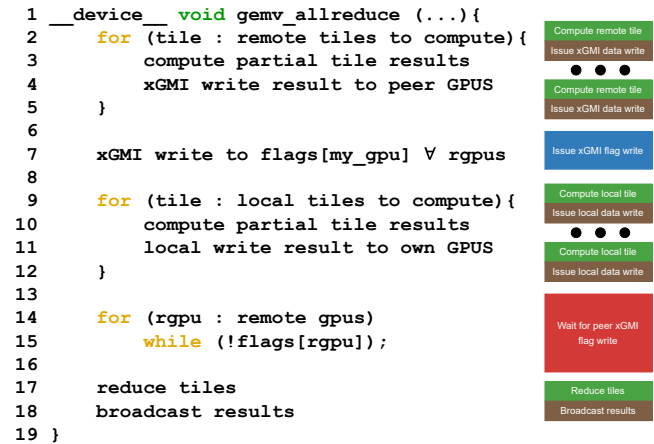 1 __device__ void gemv_allreduce (...){
2 for (tile : remote tiles to compute){
3 compute partial tile results
4 xGMI write result to peer GPUS
5 }
6
7 xGMI write to flags[my_gpu] ∀ rgpus
8
9 for (tile : local tiles to compute){
10 compute partial tile results
11 local write result to own GPUS
12 }
13
14 for (rgpu : remote gpus)
15 while (!flags[rgpu]);
16
17 reduce tiles
18 broadcast results
19 }
Compute remote tile
Issue xGMI data write
Compute remote tile
Issue xGMI data write
Issue xGMI flag write
Compute local tile
Issue local data write
Compute local tile
Issue local data write
Wait for peer xGMI
flag write
Reduce tiles
Broadcast results